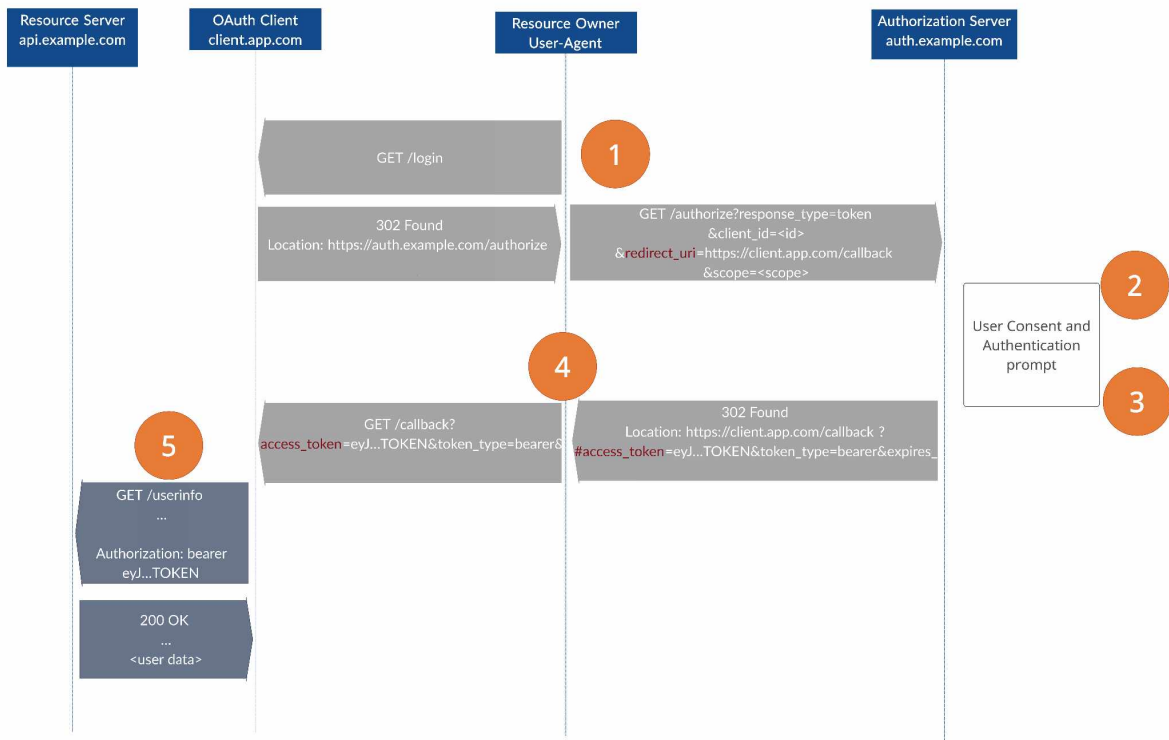 Resource Server
api.example.com
OAuth Client
client.app.com
Resource Owner
User-Agent
Authorization Server
auth.example.com
GET /login
1
302 Found
Location: https://auth.example.com/authorize
GET /authorize?response_type=token
&client_id=<id>
&redirect_uri=https://client.app.com/callback
&scope=<scope>
2
User Consent and
Authentication
prompt
3
4
302 Found
Location: https://client.app.com/callback ?
#access_token=eyJ...TOKEN&token_type=bearer&expires_
GET /callback?
access_token=eyJ...TOKEN&token_type=bearer&
5
GET /userinfo
...
Authorization: bearer
eyJ...TOKEN
200 OK
...
<user data>